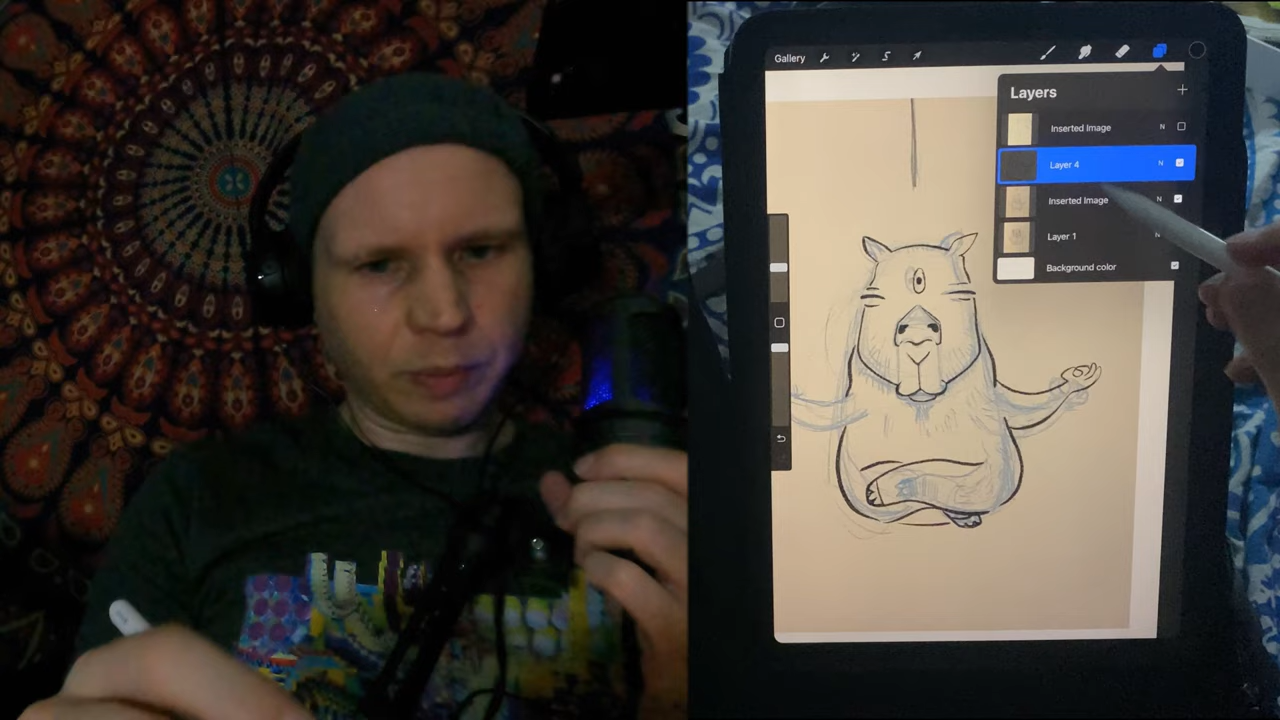 Gallery
Layers
Inserted Image N
Layer 4 N
Inserted Image N
Layer 1 N
Background color